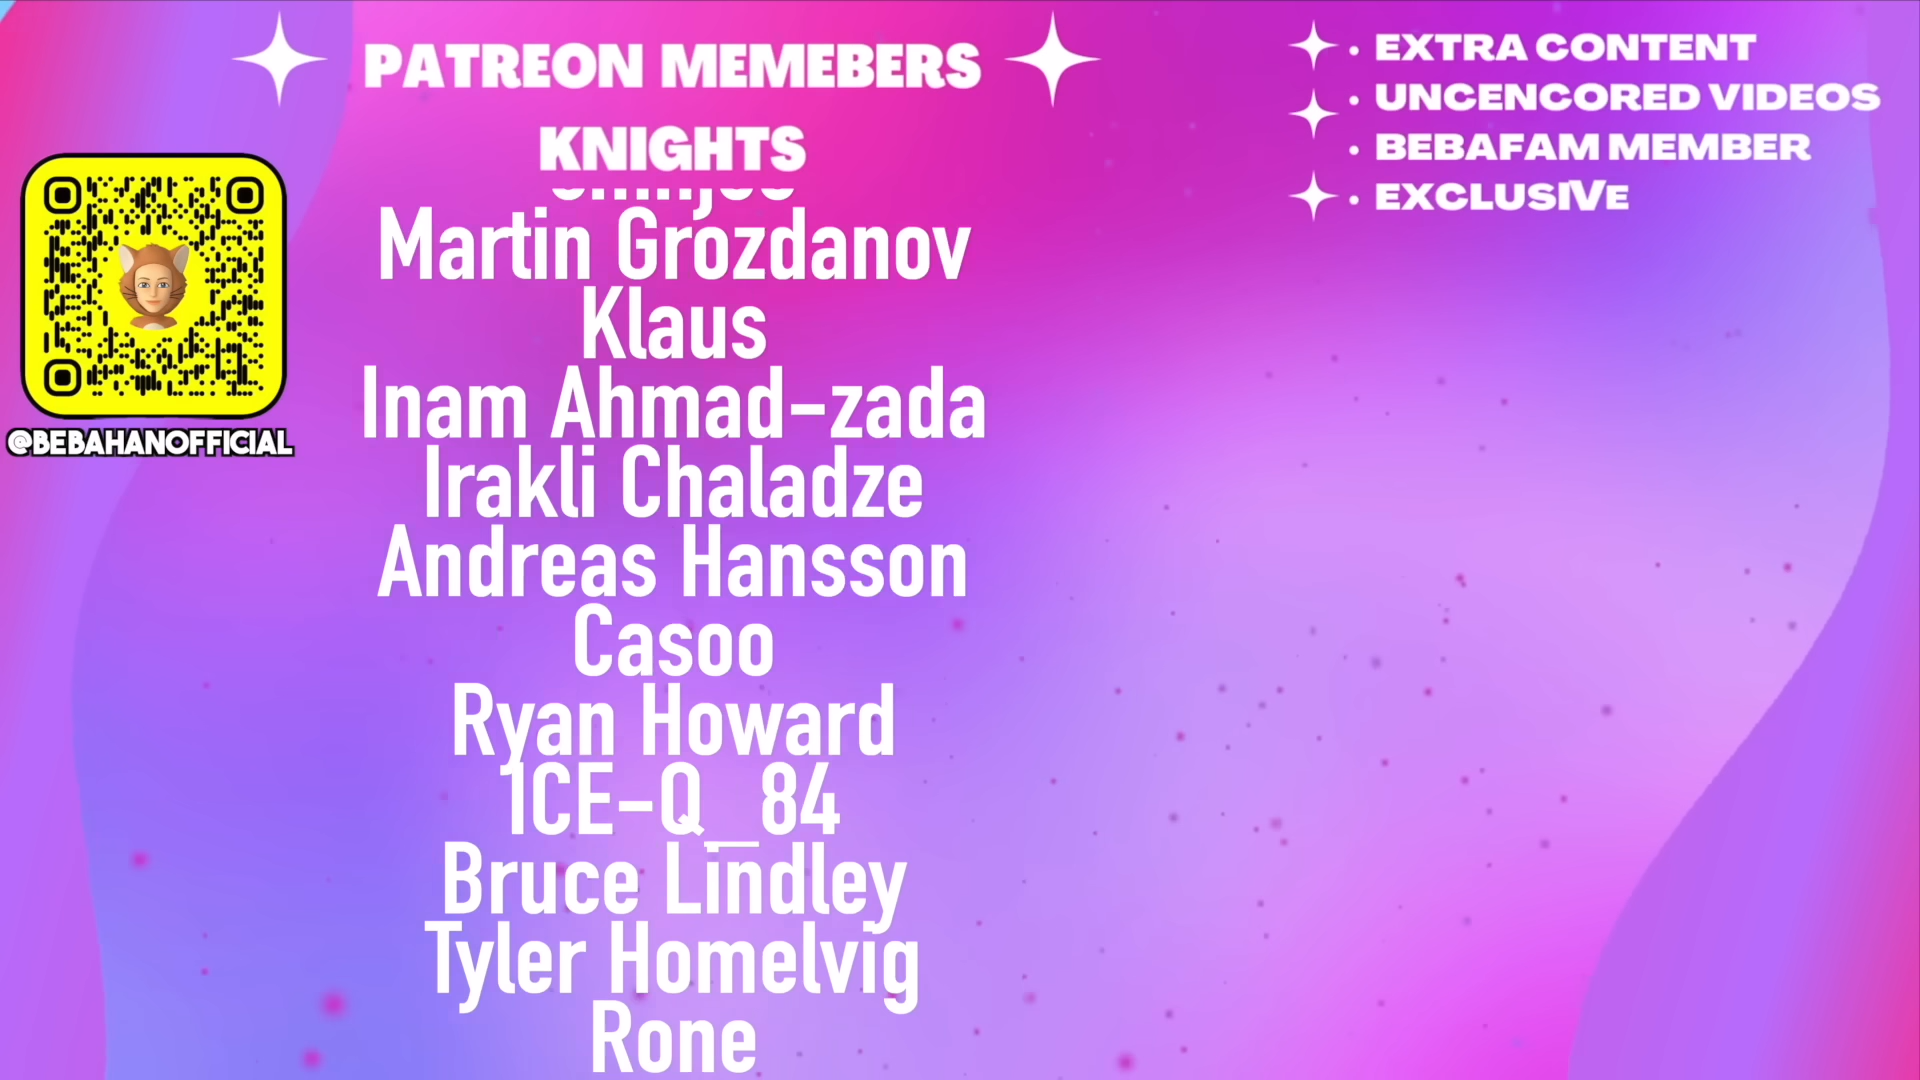 PATREON MEMEBERS
KNIGHTS
Martin Grozdanov
Klaus
Inam Ahmad-zada
Irakli Chaladze
Andreas Hansson
Casoo
Ryan Howard
1CE-Q_84
Bruce Lindley
Tyler Homelvig
Rone
@BEBAHANOFFICIAL
• EXTRA CONTENT
• UNCENCORED VIDEOS
• BEBAFAM MEMBER
• EXCLUSIVE